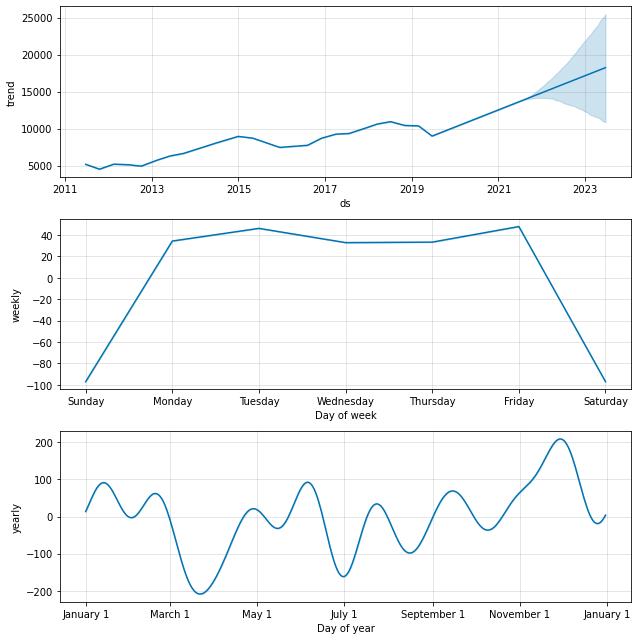 25000
20000
15000
10000
5000
trend
2011 2013 2015 2017 2019 2021 2023
ds
40
20
0
−20
−40
−60
−80
−100
weekly
Sunday Monday Tuesday Wednesday Thursday Friday Saturday
Day of week
200
100
0
−100
−200
yearly
January 1 March 1 May 1 July 1 September 1 November 1 January 1
Day of year